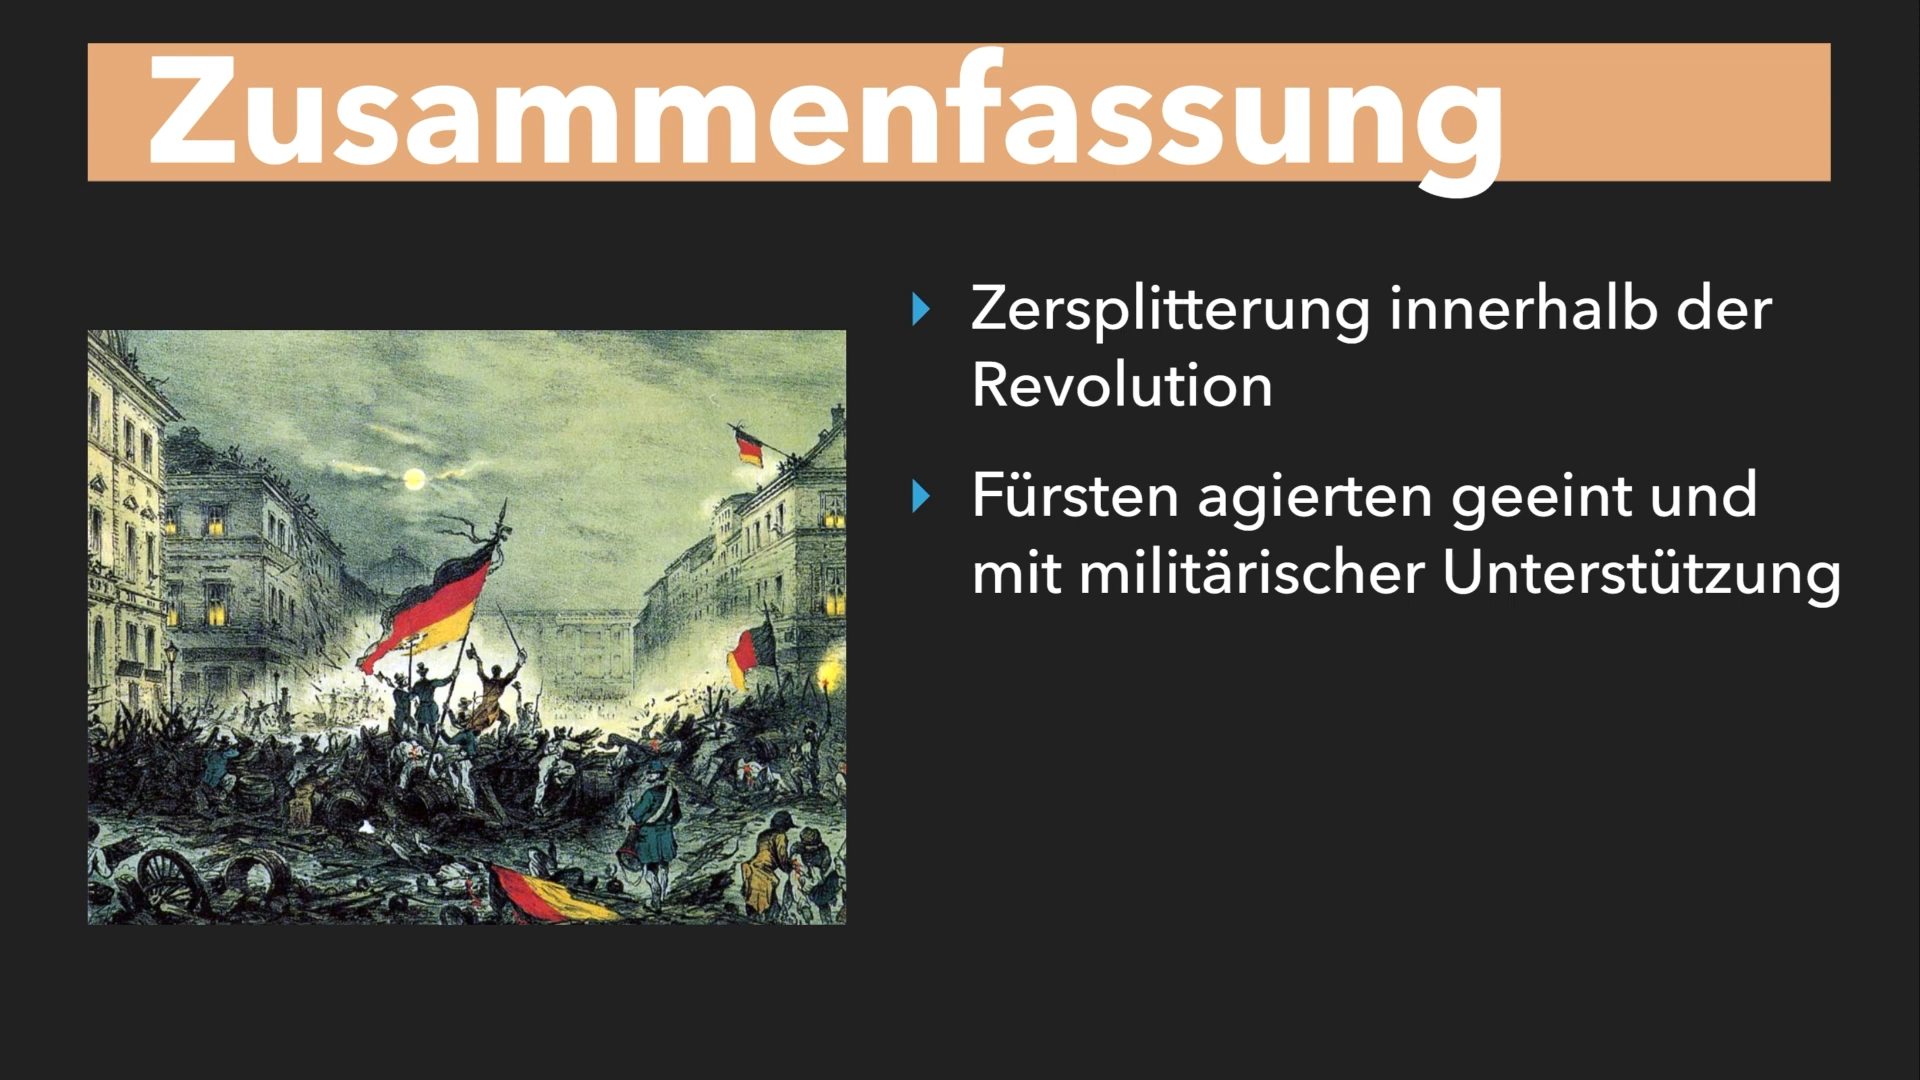 Zusammenfassung
Zersplitterung innerhalb der
Revolution
Fürsten agierten geeint und
mit militärischer Unterstützung